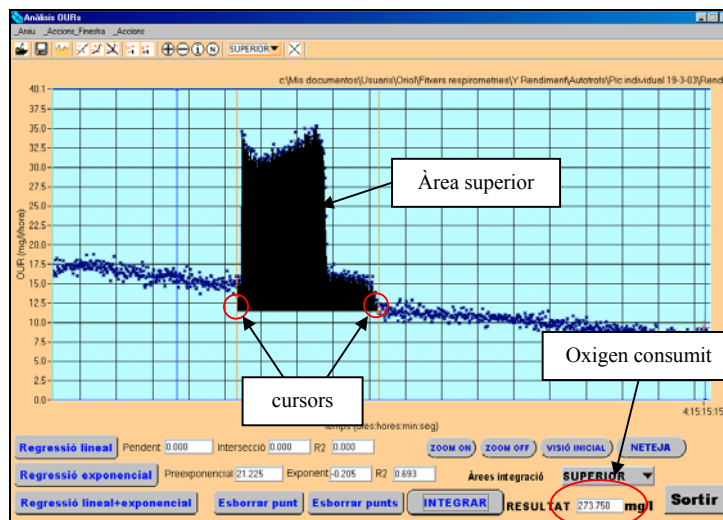 Anàlisis OURs
_Arxiu _Accions_Finestra _Accions
SUPERIOR
c:\Mis documentos\Usuaris\Oriol\Fitxers respirometries\Y Rendiment\Autotrofs\Pic individual 19-3-03\Rend
40.1
37.5
35.0
32.5
30.0
27.5
25.0
22.5
20.0
17.5
15.0
12.5
10.0
7.5
5.0
2.5
0.0
OUR (mg/l/hora)
Àrea superior
cursors
Oxigen consumit
4:15:15:15
Temps (dies:hores:min:seg)
Regressió lineal Pendent 0.000 Intersecció 0.000 R2 0.000 ZOOM ON ZOOM OFF VISIÓ INICIAL NETEJA
Regressió exponencial Preexponencial 21.225 Exponent -0.205 R2 0.693 Àrees integració SUPERIOR
Regressió lineal+exponencial Esborrar punt Esborrar punts INTEGRAR RESULTAT 273.750 mg/l Sortir